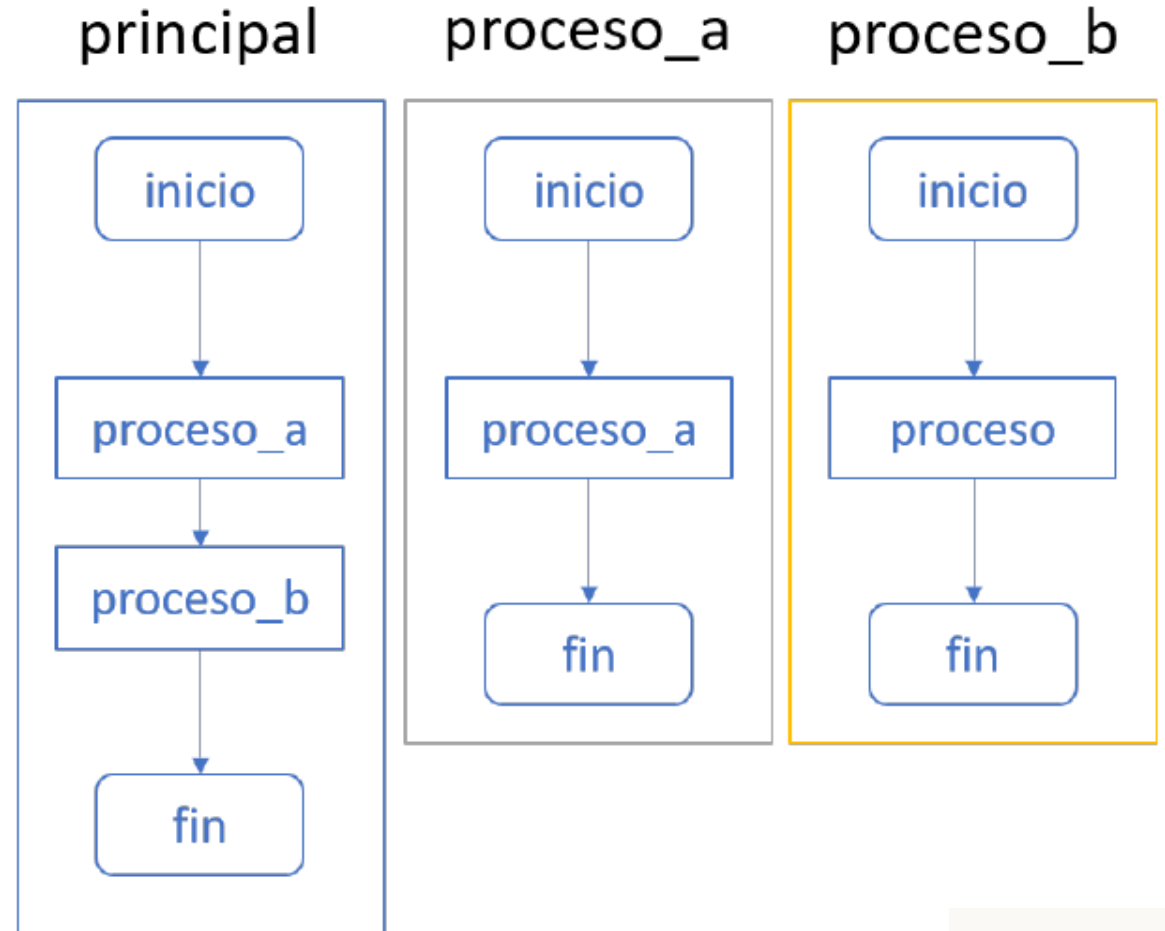 principal
inicio
proceso_a
proceso_b
fin
proceso_a
inicio
proceso_a
fin
proceso_b
inicio
proceso
fin